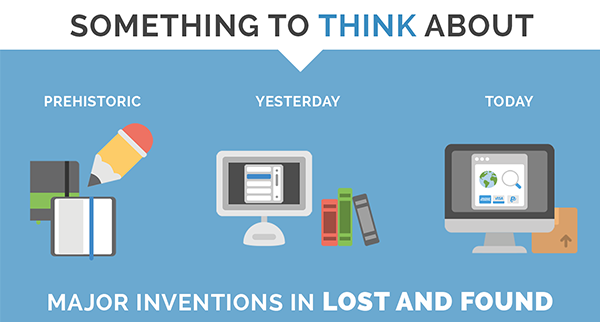 SOMETHING TO THINK ABOUT
PREHISTORIC
YESTERDAY
TODAY
MAJOR INVENTIONS IN LOST AND FOUND